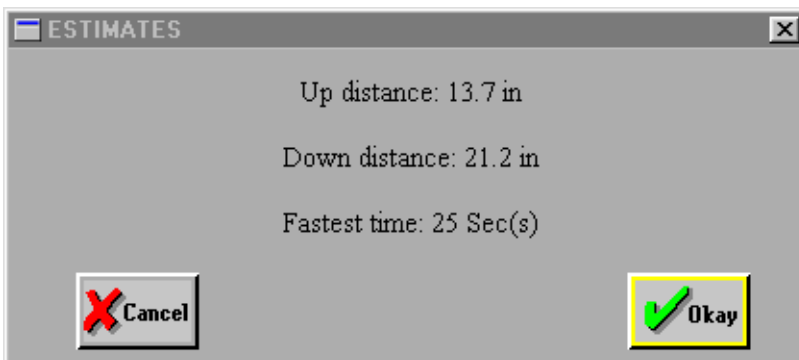 ESTIMATES
Up distance: 13.7 in
Down distance: 21.2 in
Fastest time: 25 Sec(s)
Cancel
Okay